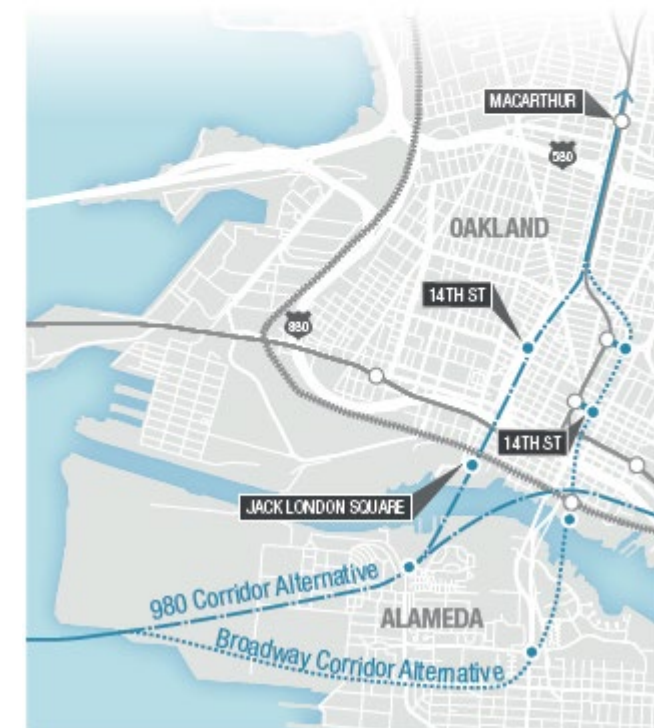 MACARTHUR
580
OAKLAND
14TH ST
880
14TH ST
JACK LONDON SQUARE
980 Corridor Alternative
ALAMEDA
Broadway Corridor Alternative